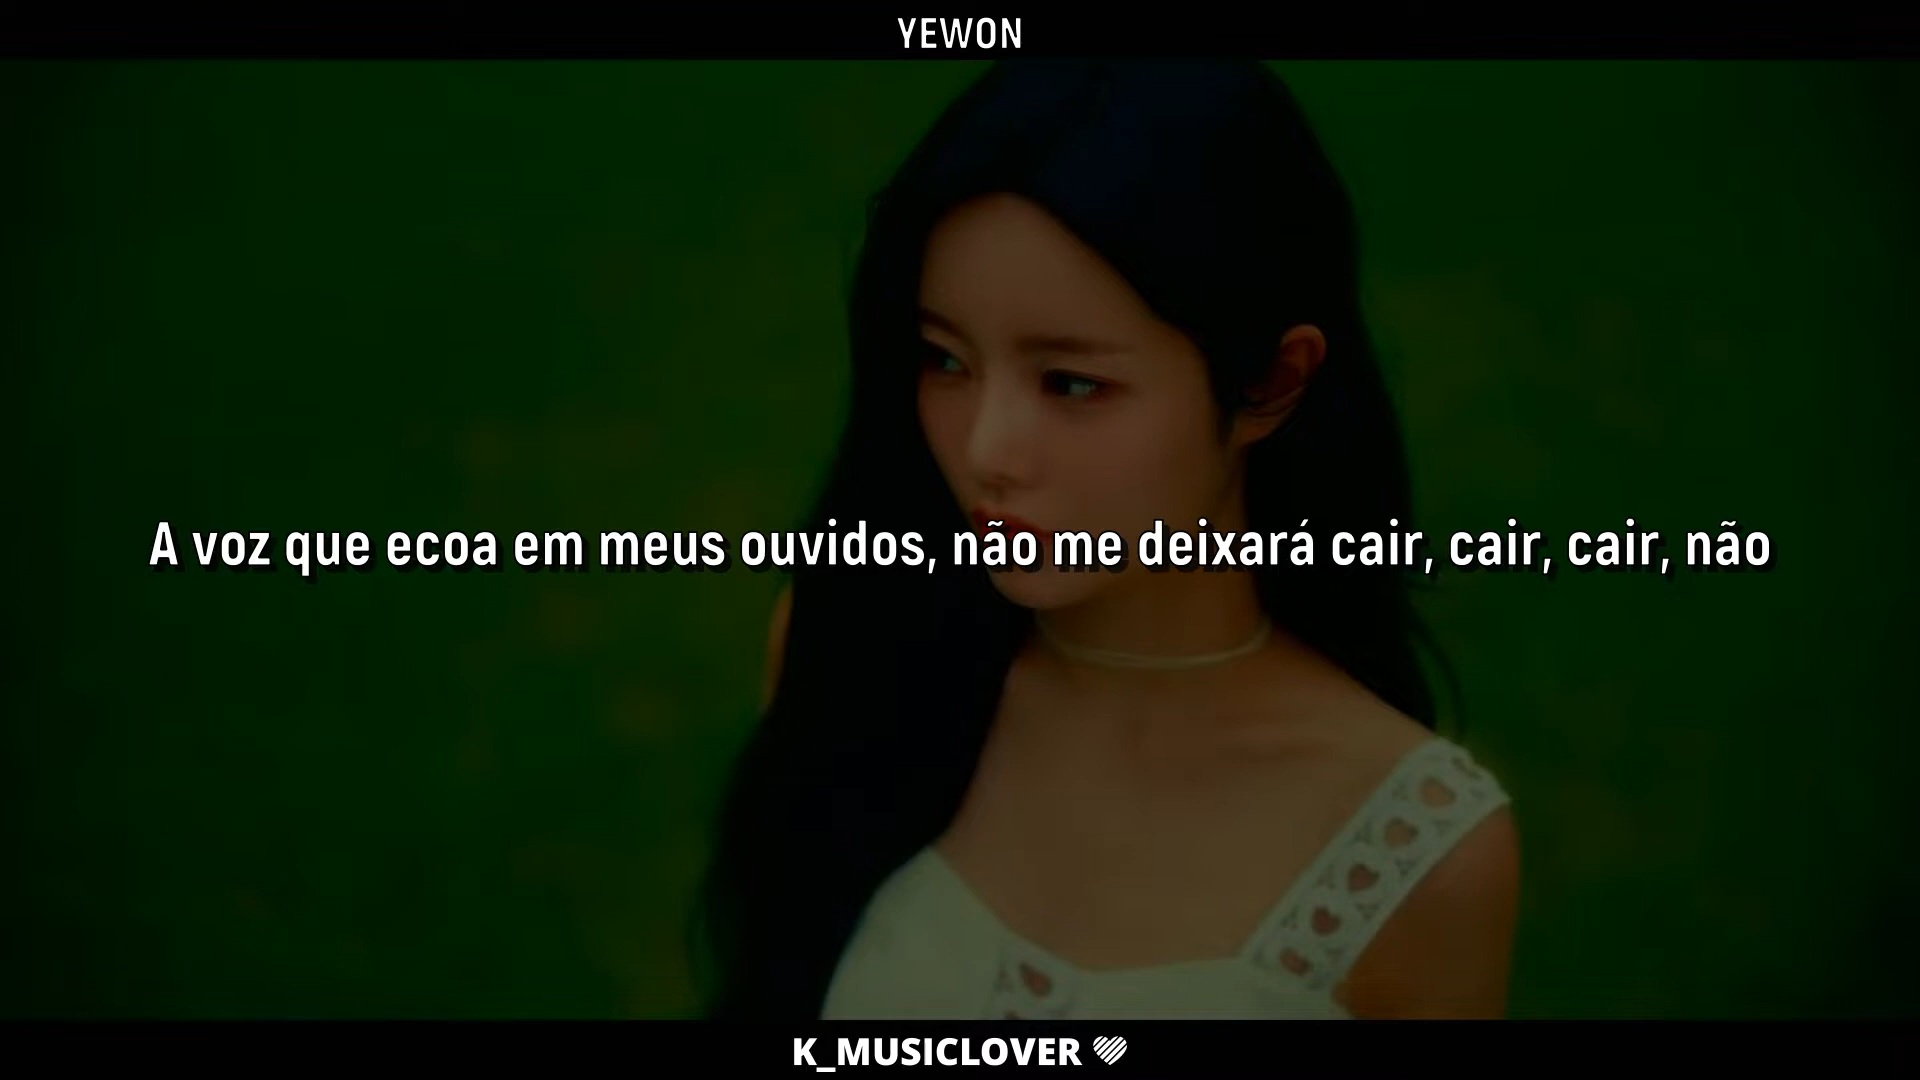 YEWON
A voz que ecoa em meus ouvidos, não me deixará cair, cair, cair, não
K_MUSICLOVER